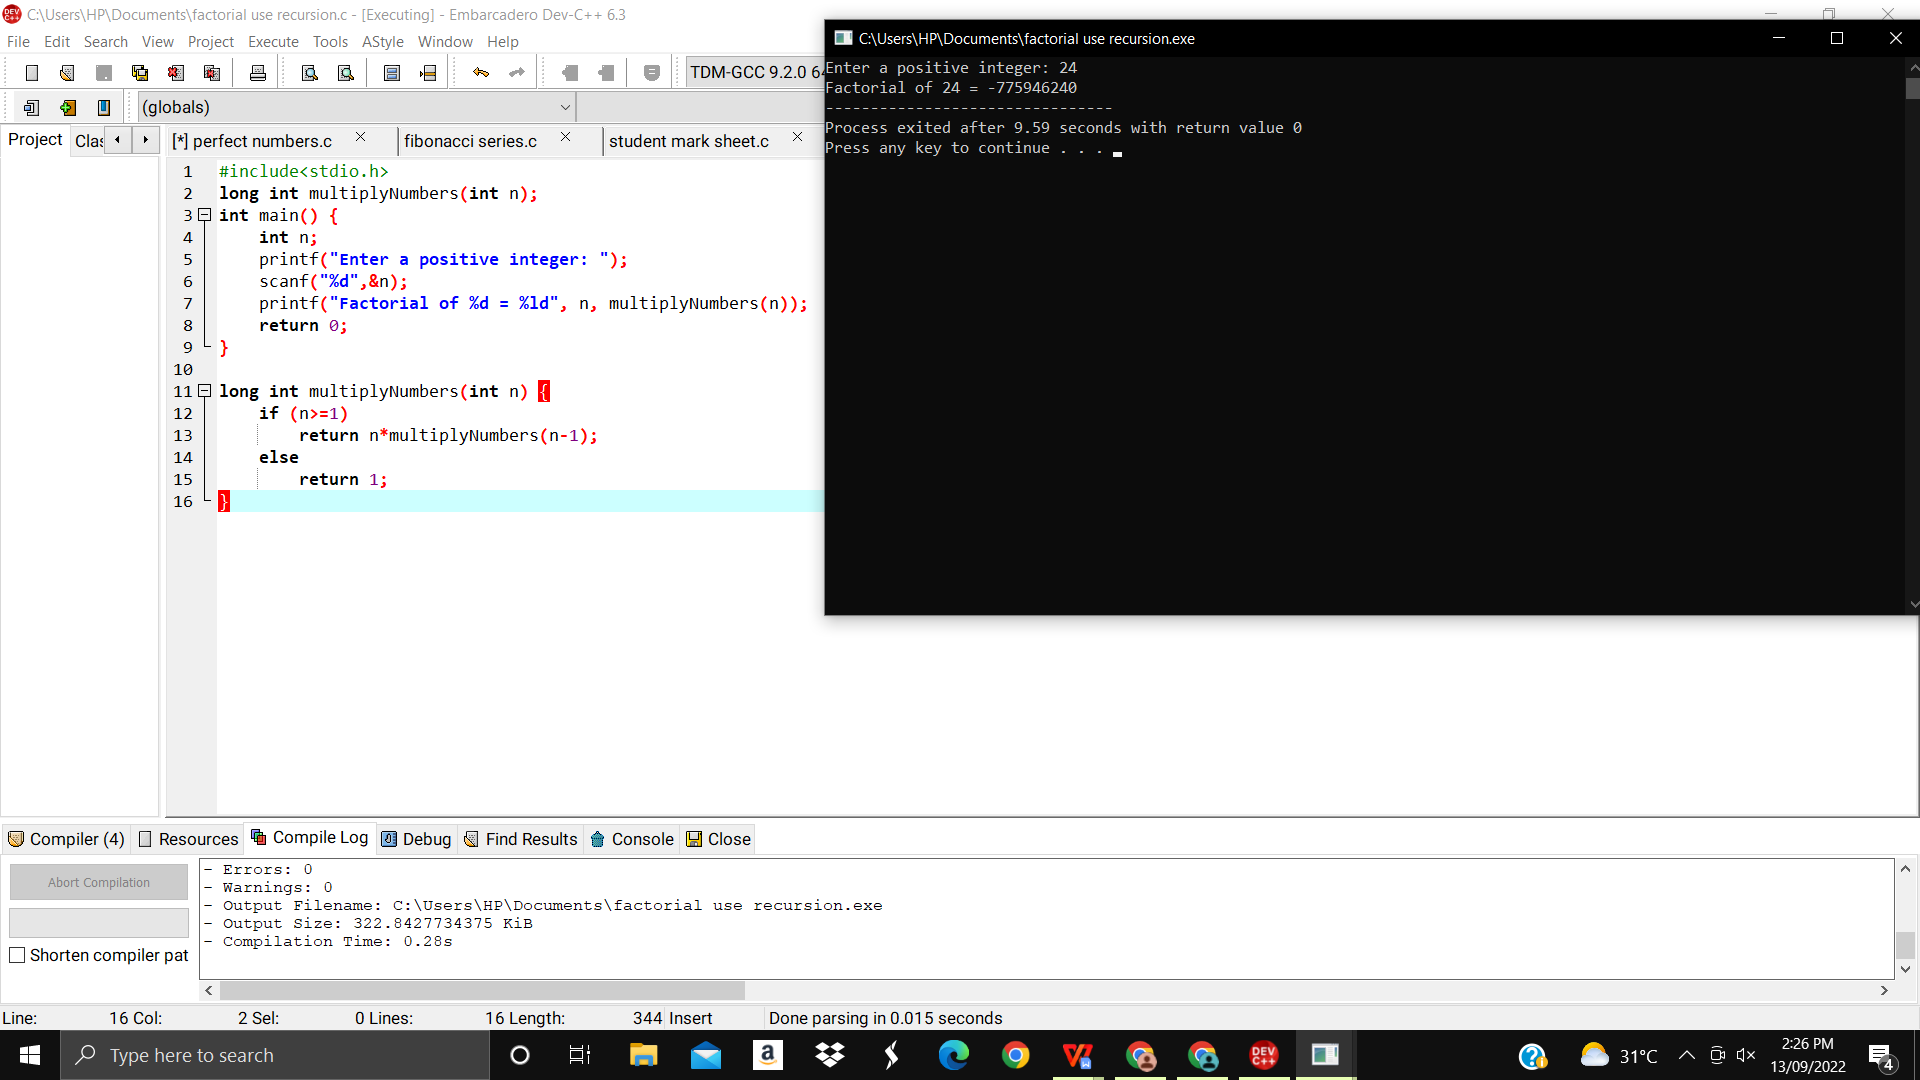 C:\Users\HP\Documents\factorial use recursion.c - [Executing] - Embarcadero Dev-C++ 6.3
File Edit Search View Project Execute Tools AStyle Window Help
TDM-GCC 9.2.0 64
(globals)
Project Clas
[*] perfect numbers.c fibonacci series.c student mark sheet.c
1 #include<stdio.h>
2 long int multiplyNumbers(int n);
3 int main() {
4 int n;
5 printf("Enter a positive integer: ");
6 scanf("%d",&n);
7 printf("Factorial of %d = %ld", n, multiplyNumbers(n));
8 return 0;
9 }
10
11 long int multiplyNumbers(int n) {
12 if (n>=1)
13 return n*multiplyNumbers(n-1);
14 else
15 return 1;
16 }
C:\Users\HP\Documents\factorial use recursion.exe
Enter a positive integer: 24
Factorial of 24 = -775946240
--------------------------------
Process exited after 9.59 seconds with return value 0
Press any key to continue . . .
Compiler (4) Resources Compile Log Debug Find Results Console Close
Abort Compilation
Shorten compiler pat
- Errors: 0
- Warnings: 0
- Output Filename: C:\Users\HP\Documents\factorial use recursion.exe
- Output Size: 322.8427734375 KiB
- Compilation Time: 0.28s
Line: 16 Col: 2 Sel: 0 Lines: 16 Length: 344 Insert Done parsing in 0.015 seconds
Type here to search
DEV C++
31°C
2:26 PM
13/09/2022
4